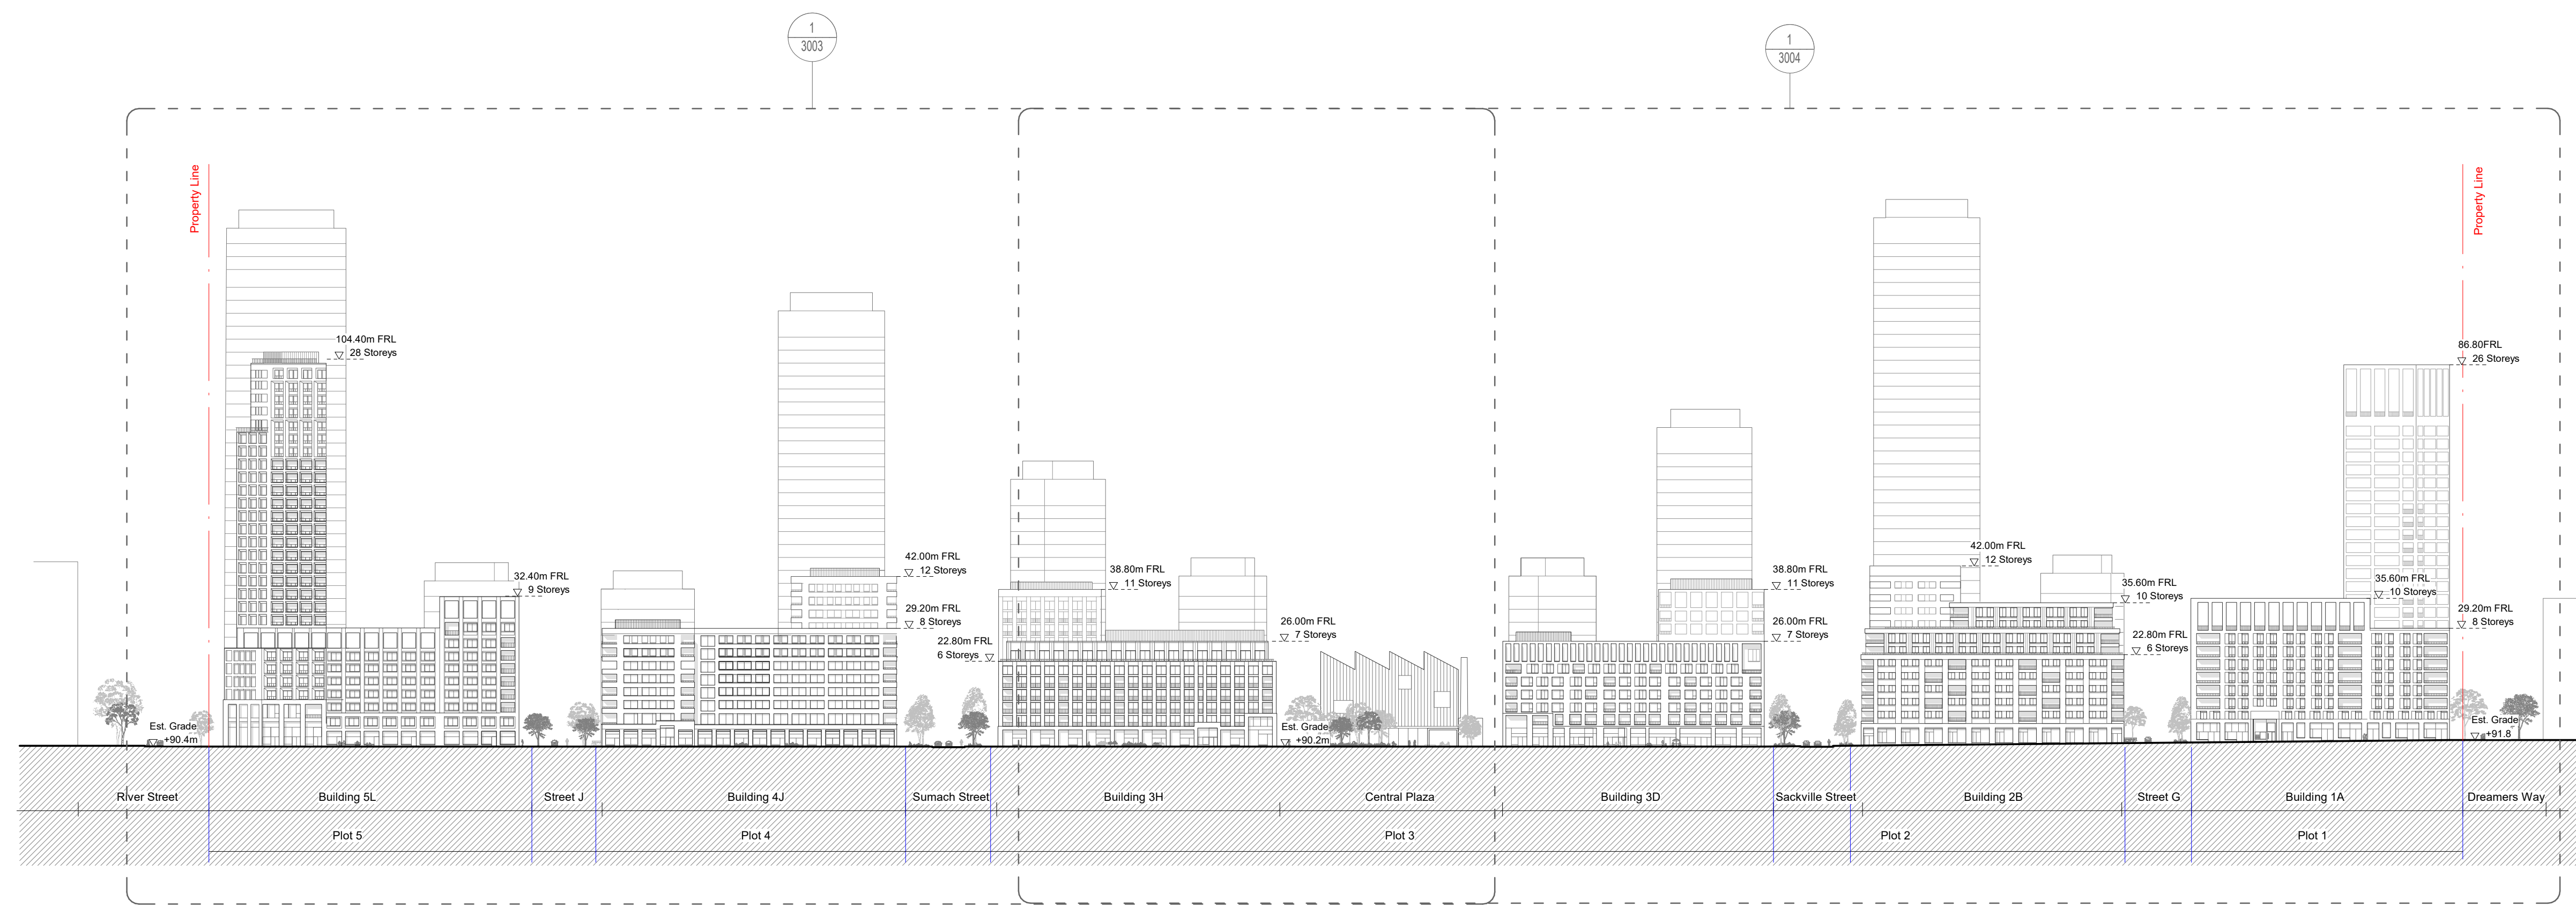 1
3003
1
3004
Property Line
Property Line
104.40m FRL
28 Storeys
86.80FRL
26 Storeys
32.40m FRL
9 Storeys
42.00m FRL
12 Storeys
29.20m FRL
8 Storeys
22.80m FRL
6 Storeys
38.80m FRL
11 Storeys
26.00m FRL
7 Storeys
38.80m FRL
11 Storeys
26.00m FRL
7 Storeys
42.00m FRL
12 Storeys
35.60m FRL
10 Storeys
22.80m FRL
6 Storeys
35.60m FRL
10 Storeys
29.20m FRL
8 Storeys
Est. Grade
+90.4m
Est. Grade
+90.2m
Est. Grade
+91.8
River Street
Building 5L
Street J
Building 4J
Sumach Street
Building 3H
Central Plaza
Building 3D
Sackville Street
Building 2B
Street G
Building 1A
Dreamers Way
Plot 5
Plot 4
Plot 3
Plot 2
Plot 1